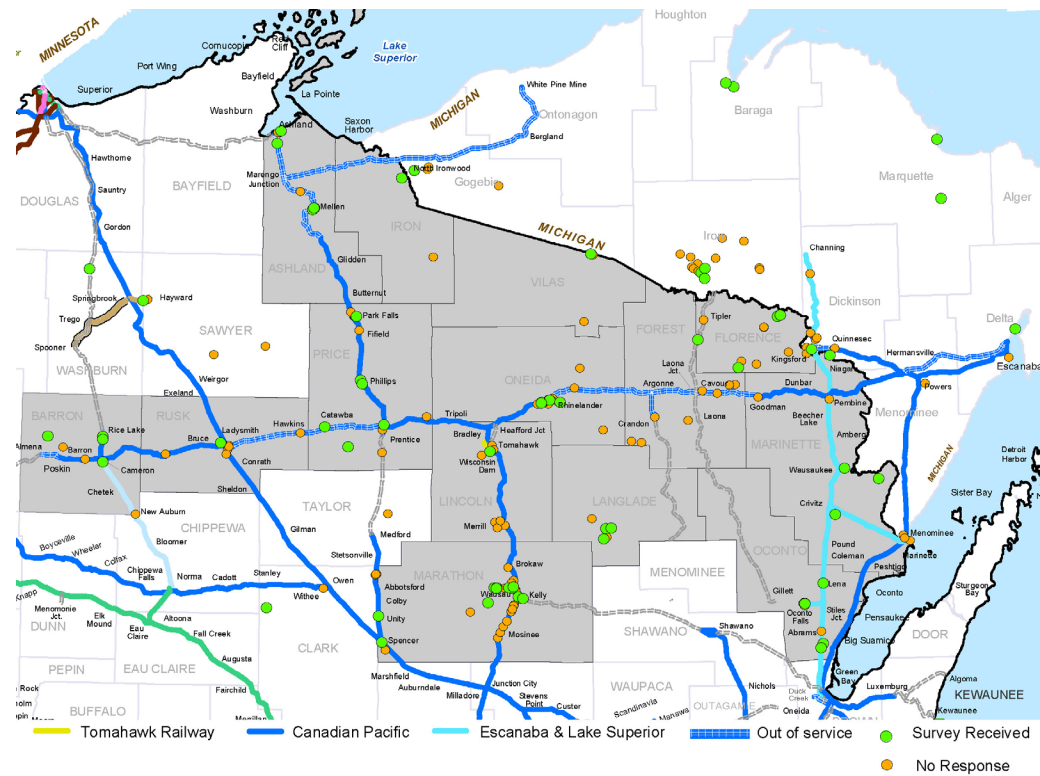 Houghton
MINNESOTA
Cornucopia
Red
Cliff
Lake
Superior
Port Wing
Bayfield
Superior
La Pointe
White Pine Mine
MICHIGAN
Baraga
Washburn
Saxon
Harbor
Ontonagon
Ashland
Bergland
Hawthorne
Marengo
Junction
North Ironwood
Gogebic
Marquette
BAYFIELD
Sauntry
DOUGLAS
Alger
Mellen
Gordon
IRON
MICHIGAN
Iron
Channing
Glidden
ASHLAND
VILAS
Butternut
Dickinson
Springbrook
Hayward
Delta
Trego
Park Falls
Tipler
SAWYER
Fifield
FOREST
FLORENCE
Quinnesec
Spooner
Kingsford
Hermansville
PRICE
Laona
Jct.
Niagara
Escanaba
WASHBURN
Weirgor
Phillips
ONEIDA
Argonne
Cavour
Dunbar
Powers
Exeland
Goodman
Pembine
Rhinelander
BARRON
RUSK
Catawba
Tripoli
Laona
Beecher
Lake
Menominee
Rice Lake
Ladysmith
Hawkins
Crandon
Bruce
Prentice
Bradley
Heafford Jct
Amberg
Almena
Barron
Tomahawk
MARINETTE
Detroit
Harbor
Poskin
Cameron
Conrath
Wisconsin
Dam
Wausaukee
MICHIGAN
Chetek
Sheldon
TAYLOR
LINCOLN
LANGLADE
Crivitz
Sister Bay
New Auburn
CHIPPEWA
Gilman
Merrill
Medford
Menominee
Boyceville
Wheeler
Colfax
Bloomer
Pound
Coleman
Marinette
Stetsonville
OCONTO
Chippewa
Falls
Stanley
Brokaw
Peshtigo
Norma
Cadott
Owen
Abbotsford
MARATHON
MENOMINEE
Lena
Knapp
Withee
Colby
Wausau
Kelly
Gillett
Oconto
Sturgeon
Bay
Menomonie
Jct.
Elk
Mound
Altoona
Unity
Oconto
Falls
Stiles
Jct.
Pensaukee
DUNN
Eau
Claire
Fall Creek
Mosinee
SHAWANO
Shawano
Abrams
Big Suamico
DOOR
CLARK
Spencer
PEPIN
EAU CLAIRE
Augusta
Marshfield
Green
Bay
Algoma
Auburndale
Junction City
WAUPACA
Nichols
Duck
Creek
Luxemburg
Rock
Fairchild
Milladore
Stevens
Point
Custer
Scandinavia
OUTAGAMIE
Oneida
KEWAUNEE
Kewaunee
BUFFALO
Manawa
Tomahawk Railway
Canadian Pacific
Escanaba & Lake Superior
Out of service
Survey Received
No Response